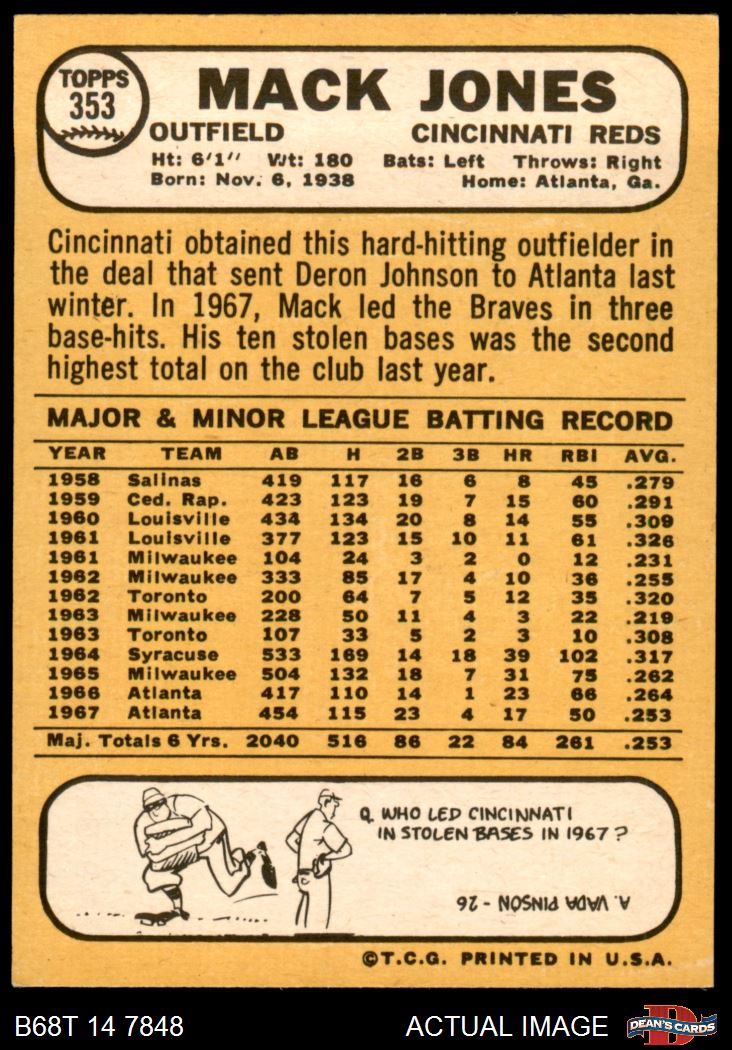 TOPPS
353
MACK JONES
OUTFIELD CINCINNATI REDS
Ht: 6'1" Wt: 180 Bats: Left Throws: Right
Born: Nov. 6, 1938 Home: Atlanta, Ga.
Cincinnati obtained this hard-hitting outfielder in
the deal that sent Deron Johnson to Atlanta last
winter. In 1967, Mack led the Braves in three
base-hits. His ten stolen bases was the second
highest total on the club last year.
MAJOR & MINOR LEAGUE BATTING RECORD
YEAR TEAM AB H 2B 3B HR RBI AVG.
1958 Salinas 419 117 16 6 8 45 .279
1959 Ced. Rap. 423 123 19 7 15 60 .291
1960 Louisville 434 134 20 8 14 55 .309
1961 Louisville 377 123 15 10 11 61 .326
1961 Milwaukee 104 24 3 2 0 12 .231
1962 Milwaukee 333 85 17 4 10 36 .255
1962 Toronto 200 64 7 5 12 35 .320
1963 Milwaukee 228 50 11 4 3 22 .219
1963 Toronto 107 33 5 2 3 10 .308
1964 Syracuse 533 169 14 18 39 102 .317
1965 Milwaukee 504 132 18 7 31 75 .262
1966 Atlanta 417 110 14 1 23 66 .264
1967 Atlanta 454 115 23 4 17 50 .253
Maj. Totals 6 Yrs. 2040 516 86 22 84 261 .253
Q. WHO LED CINCINNATI
IN STOLEN BASES IN 1967?
A. VADA PINSON - 26
©T.C.G. PRINTED IN U.S.A.
B68T 14 7848 ACTUAL IMAGE DEAN'S CARDS